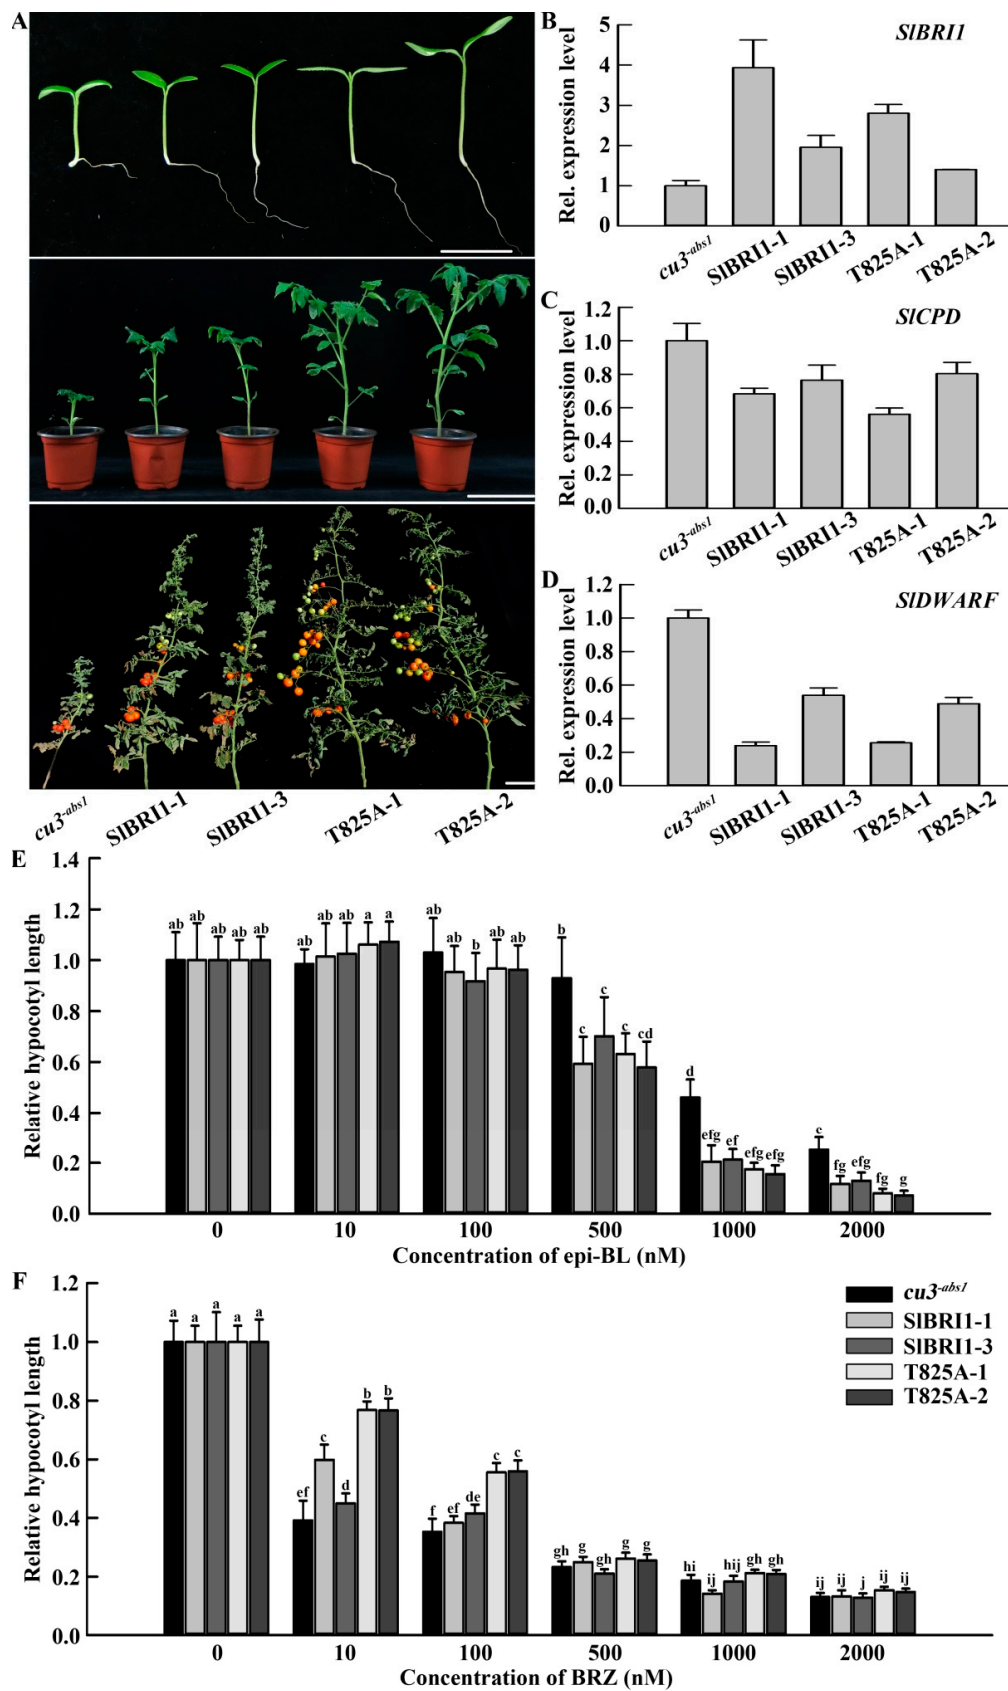 A
cu3-abs1 SlBRI1-1 SlBRI1-3 T825A-1 T825A-2
B
SlBRI1
Rel. expression level
5
4
3
2
1
0
cu3-abs1 SlBRI1-1 SlBRI1-3 T825A-1 T825A-2
C
SlCPD
Rel. expression level
1.2
1.0
0.8
0.6
0.4
0.2
0.0
cu3-abs1 SlBRI1-1 SlBRI1-3 T825A-1 T825A-2
D
SlDWARF
Rel. expression level
1.2
1.0
0.8
0.6
0.4
0.2
0.0
cu3-abs1 SlBRI1-1 SlBRI1-3 T825A-1 T825A-2
E
Relative hypocotyl length
1.4
1.2
1.0
0.8
0.6
0.4
0.2
0.0
ab ab ab ab ab
ab ab ab a a
ab ab b ab ab
b c c c cd
d efg ef efg efg
c fg efg fg g
0 10 100 500 1000 2000
Concentration of epi-BL (nM)
F
Relative hypocotyl length
1.2
1.0
0.8
0.6
0.4
0.2
0.0
a a a a a
ef c d b b
f ef de c c
gh g gh g g
hi ij hij gh gh
ij ij j ij ij
cu3-abs1
SlBRI1-1
SlBRI1-3
T825A-1
T825A-2
0 10 100 500 1000 2000
Concentration of BRZ (nM)